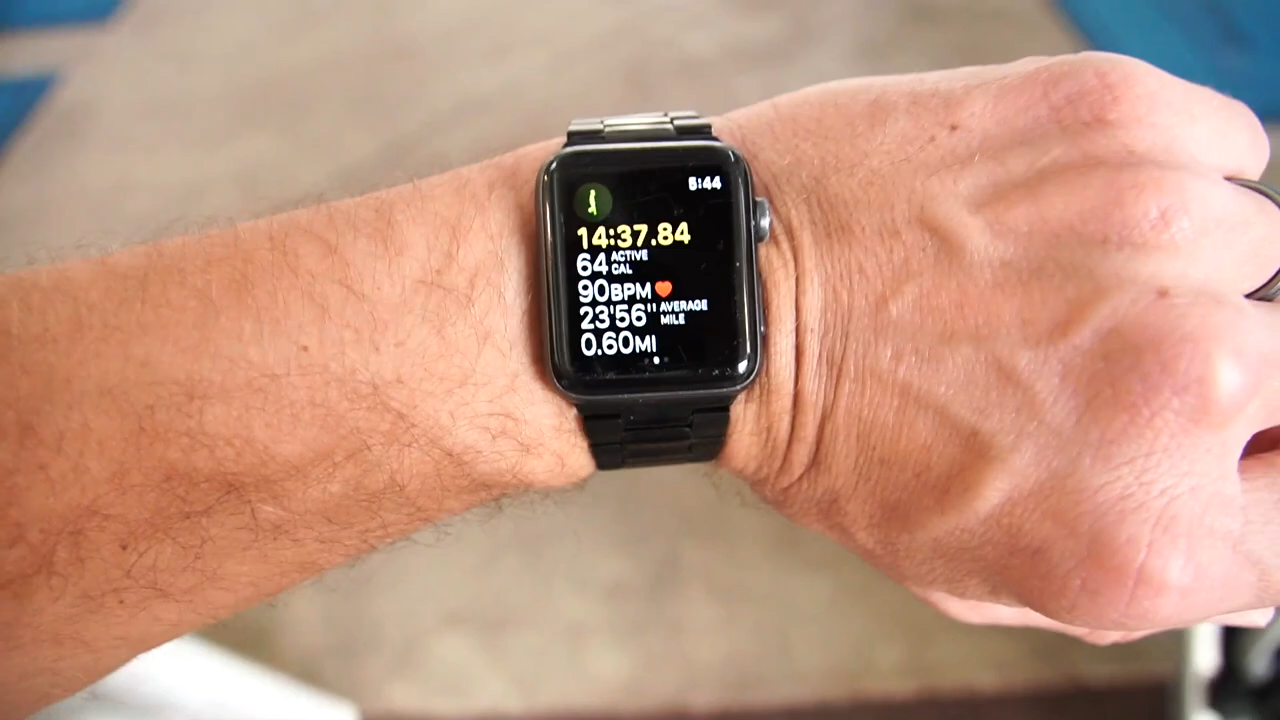 5:44
14:37.84
64 ACTIVE CAL
90BPM
23'56" AVERAGE MILE
0.60MI